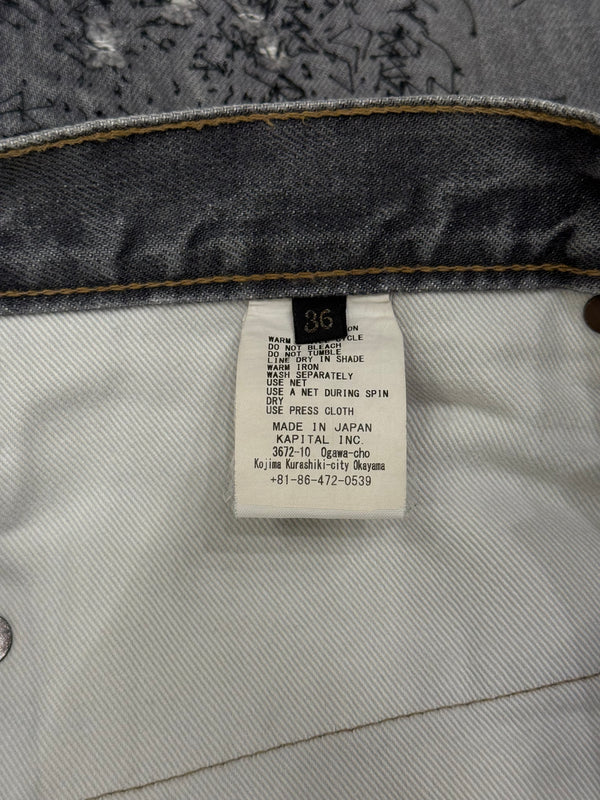 36
WARM
DO NOT BLEACH
DO NOT TUMBLE
LINE DRY IN SHADE
WARM IRON
WASH SEPARATELY
USE NET
USE A NET DURING SPIN
DRY
USE PRESS CLOTH
MADE IN JAPAN
KAPITAL INC.
3672-10 Ogawa-cho
Kojima Kurashiki-city Okayama
+81-86-472-0539